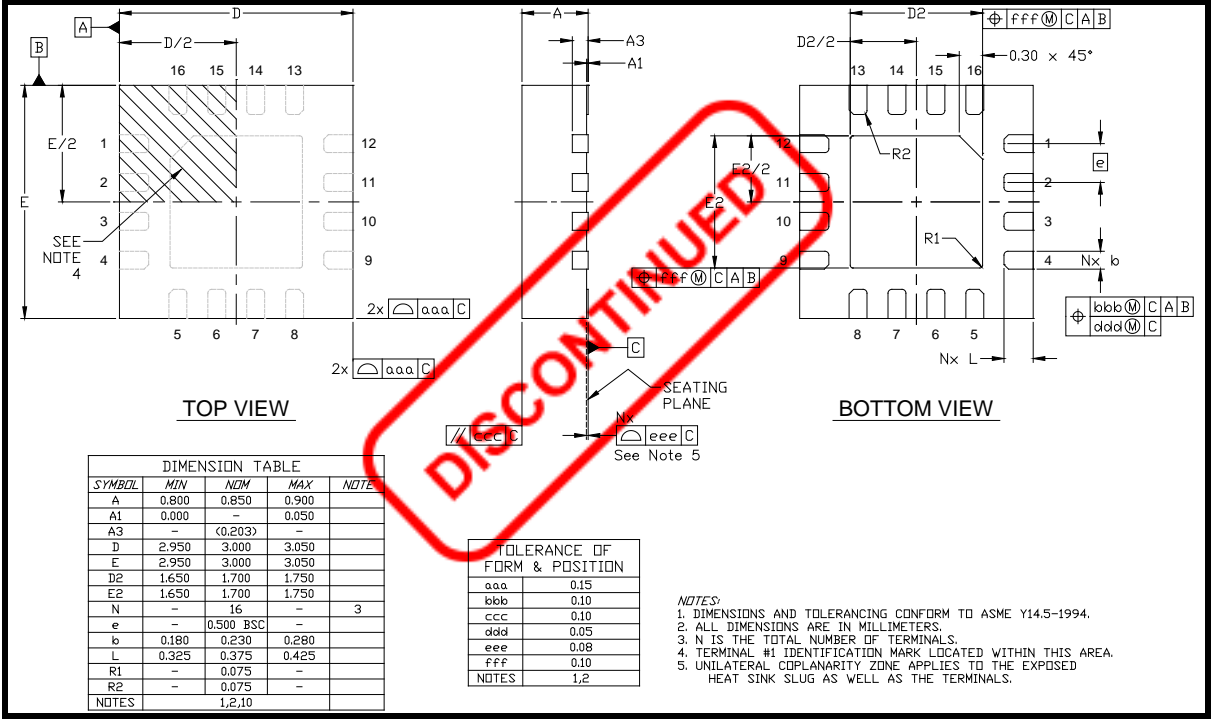 D
A
D2
⌖ fff Ⓜ C A B
A
D/2
A3
D2/2
0.30 x 45°
B
A1
16 15 14 13
13 14 15 16
E/2
1
12
12
1
R2
e
2
11
E2/2
11
2
E
E2
3
10
10
3
SEE
NOTE
4
R1
4
9
9
4
Nx b
⌖ fff Ⓜ C A B
2x ⌓ aaa C
⌖ bbb Ⓜ C A B
ddd Ⓜ C
5 6 7 8
8 7 6 5
C
Nx L
2x ⌓ aaa C
SEATING
PLANE
TOP VIEW
BOTTOM VIEW
Nx
// ccc C
⌓ eee C
See Note 5
DISCONTINUED
DIMENSION TABLE
SYMBOL MIN NOM MAX NOTE
A 0.800 0.850 0.900
A1 0.000 - 0.050
A3 - (0.203) -
D 2.950 3.000 3.050
E 2.950 3.000 3.050
D2 1.650 1.700 1.750
E2 1.650 1.700 1.750
N - 16 - 3
e - 0.500 BSC -
b 0.180 0.230 0.280
L 0.325 0.375 0.425
R1 - 0.075 -
R2 - 0.075 -
NOTES 1,2,10
TOLERANCE OF
FORM & POSITION
aaa 0.15
bbb 0.10
ccc 0.10
ddd 0.05
eee 0.08
fff 0.10
NOTES 1,2
NOTES:
1. DIMENSIONS AND TOLERANCING CONFORM TO ASME Y14.5-1994.
2. ALL DIMENSIONS ARE IN MILLIMETERS.
3. N IS THE TOTAL NUMBER OF TERMINALS.
4. TERMINAL #1 IDENTIFICATION MARK LOCATED WITHIN THIS AREA.
5. UNILATERAL COPLANARITY ZONE APPLIES TO THE EXPOSED
HEAT SINK SLUG AS WELL AS THE TERMINALS.